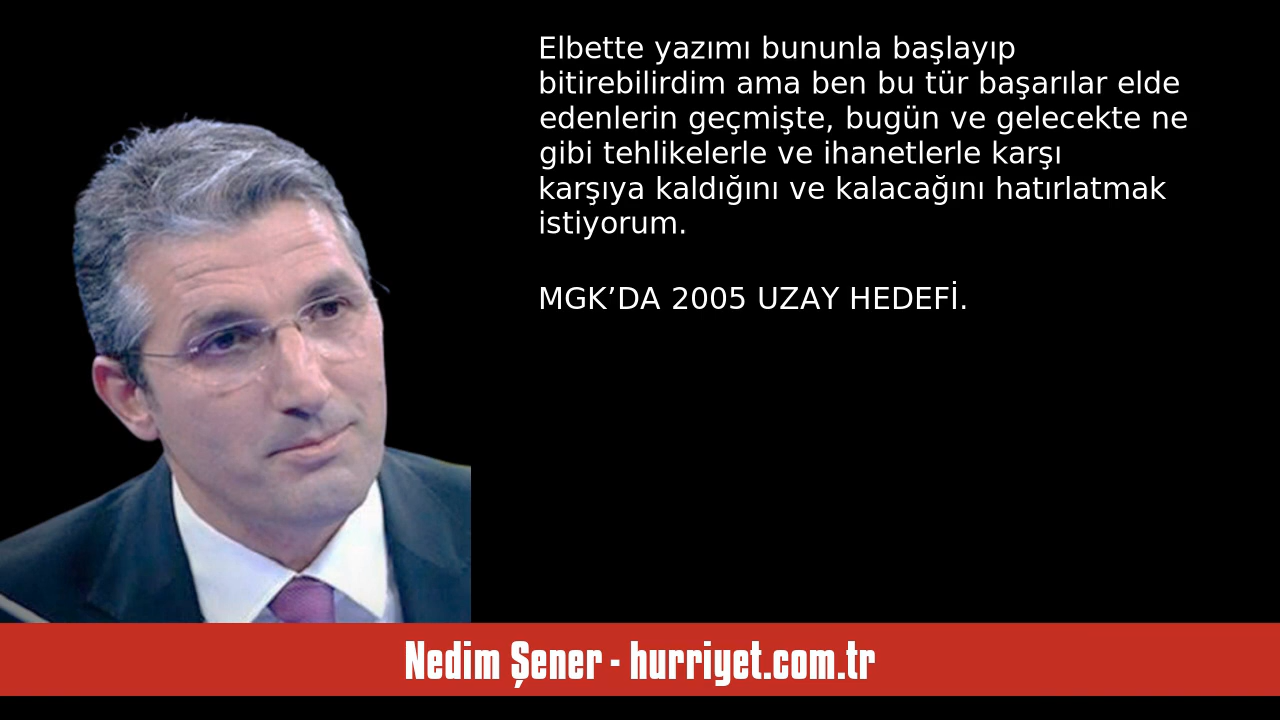 Elbette yazımı bununla başlayıp
bitirebilirdim ama ben bu tür başarılar elde
edenlerin geçmişte, bugün ve gelecekte ne
gibi tehlikelerle ve ihanetlerle karşı
karşıya kaldığını ve kalacağını hatırlatmak
istiyorum.
MGK’DA 2005 UZAY HEDEFİ.
Nedim Şener - hurriyet.com.tr